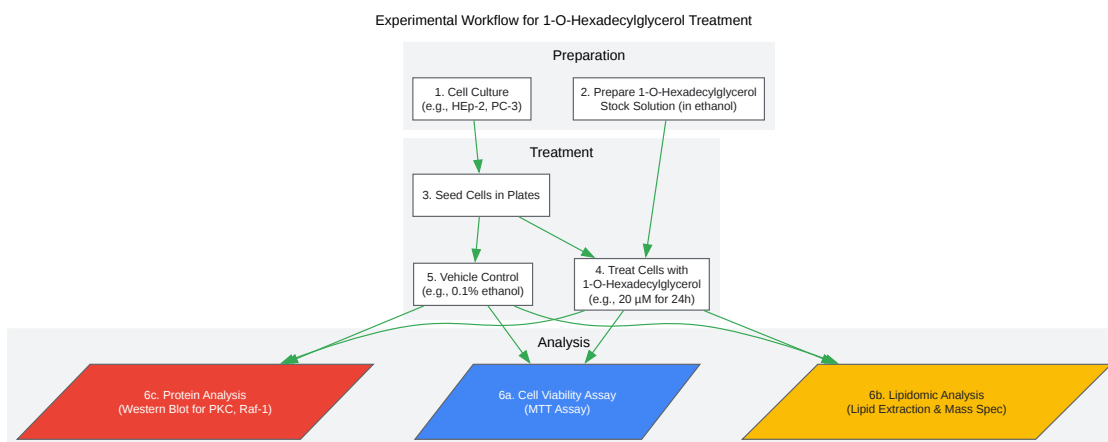 Experimental Workflow for 1-O-Hexadecylglycerol Treatment
Preparation
1. Cell Culture
(e.g., HEp-2, PC-3)
2. Prepare 1-O-Hexadecylglycerol
Stock Solution (in ethanol)
Treatment
3. Seed Cells in Plates
5. Vehicle Control
(e.g., 0.1% ethanol)
4. Treat Cells with
1-O-Hexadecylglycerol
(e.g., 20 µM for 24h)
Analysis
6c. Protein Analysis
(Western Blot for PKC, Raf-1)
6a. Cell Viability Assay
(MTT Assay)
6b. Lipidomic Analysis
(Lipid Extraction & Mass Spec)